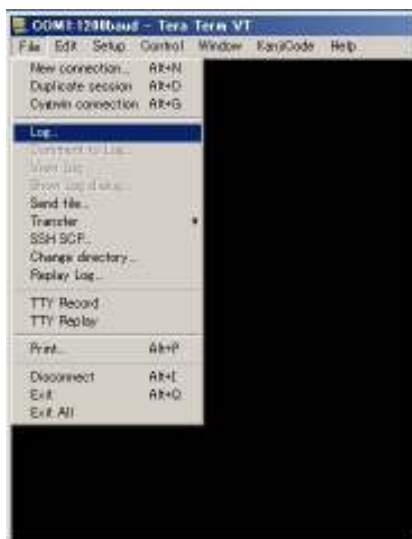 COM1:1200baud - Tera Term VT
File Edit Setup Control Window KanjiCode Help
New connection... Alt+N
Duplicate session Alt+D
Cygwin connection Alt+G
Log...
Comment to Log...
View Log
Show Log dialog...
Send file...
Transfer
SSH SCP...
Change directory...
Replay Log...
TTY Record
TTY Replay
Print... Alt+P
Disconnect Alt+I
Exit Alt+Q
Exit All